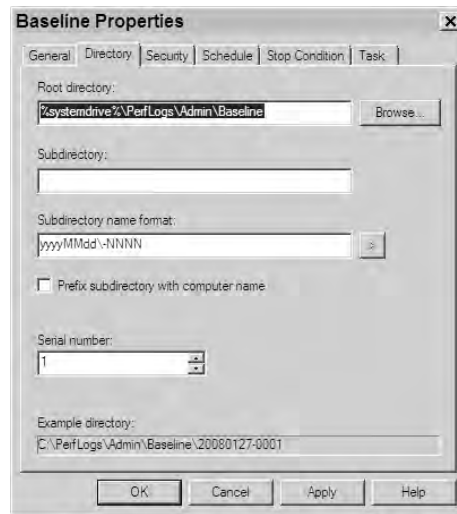 Baseline Properties
General Directory Security Schedule Stop Condition Task
Root directory:
%systemdrive%\PerfLogs\Admin\Baseline Browse...
Subdirectory:
Subdirectory name format:
yyyyMMdd\-NNNN >
Prefix subdirectory with computer name
Serial number:
1
Example directory:
C:\PerfLogs\Admin\Baseline\20080127-0001
OK Cancel Apply Help